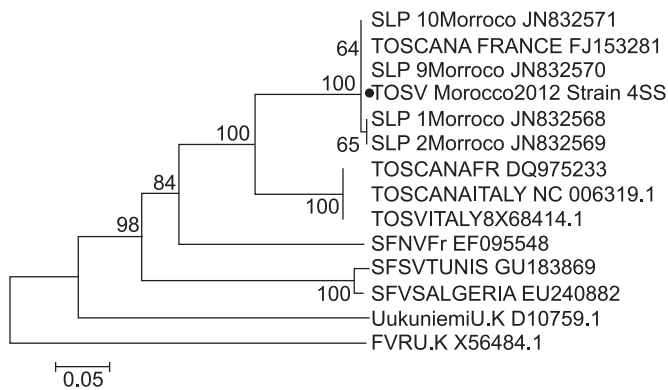 SLP 10Morroco JN832571
64
TOSCANA FRANCE FJ153281
SLP 9Morroco JN832570
100
TOSV Morocco2012 Strain 4SS
SLP 1Morroco JN832568
100
65
SLP 2Morroco JN832569
TOSCANAFR DQ975233
84
TOSCANAITALY NC 006319.1
100
TOSVITALY8X68414.1
98
SFNVFr EF095548
SFSVTUNIS GU183869
100
SFVSALGERIA EU240882
UukuniemiU.K D10759.1
FVRU.K X56484.1
0.05